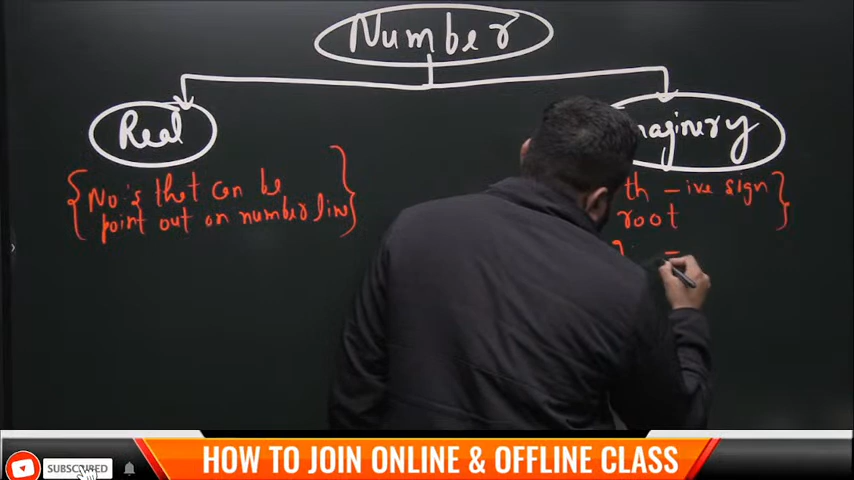 Number
Real
maginery
No's that can be
point out on number line
th -ive sign
root
HOW TO JOIN ONLINE & OFFLINE CLASS
SUBSCRIBED